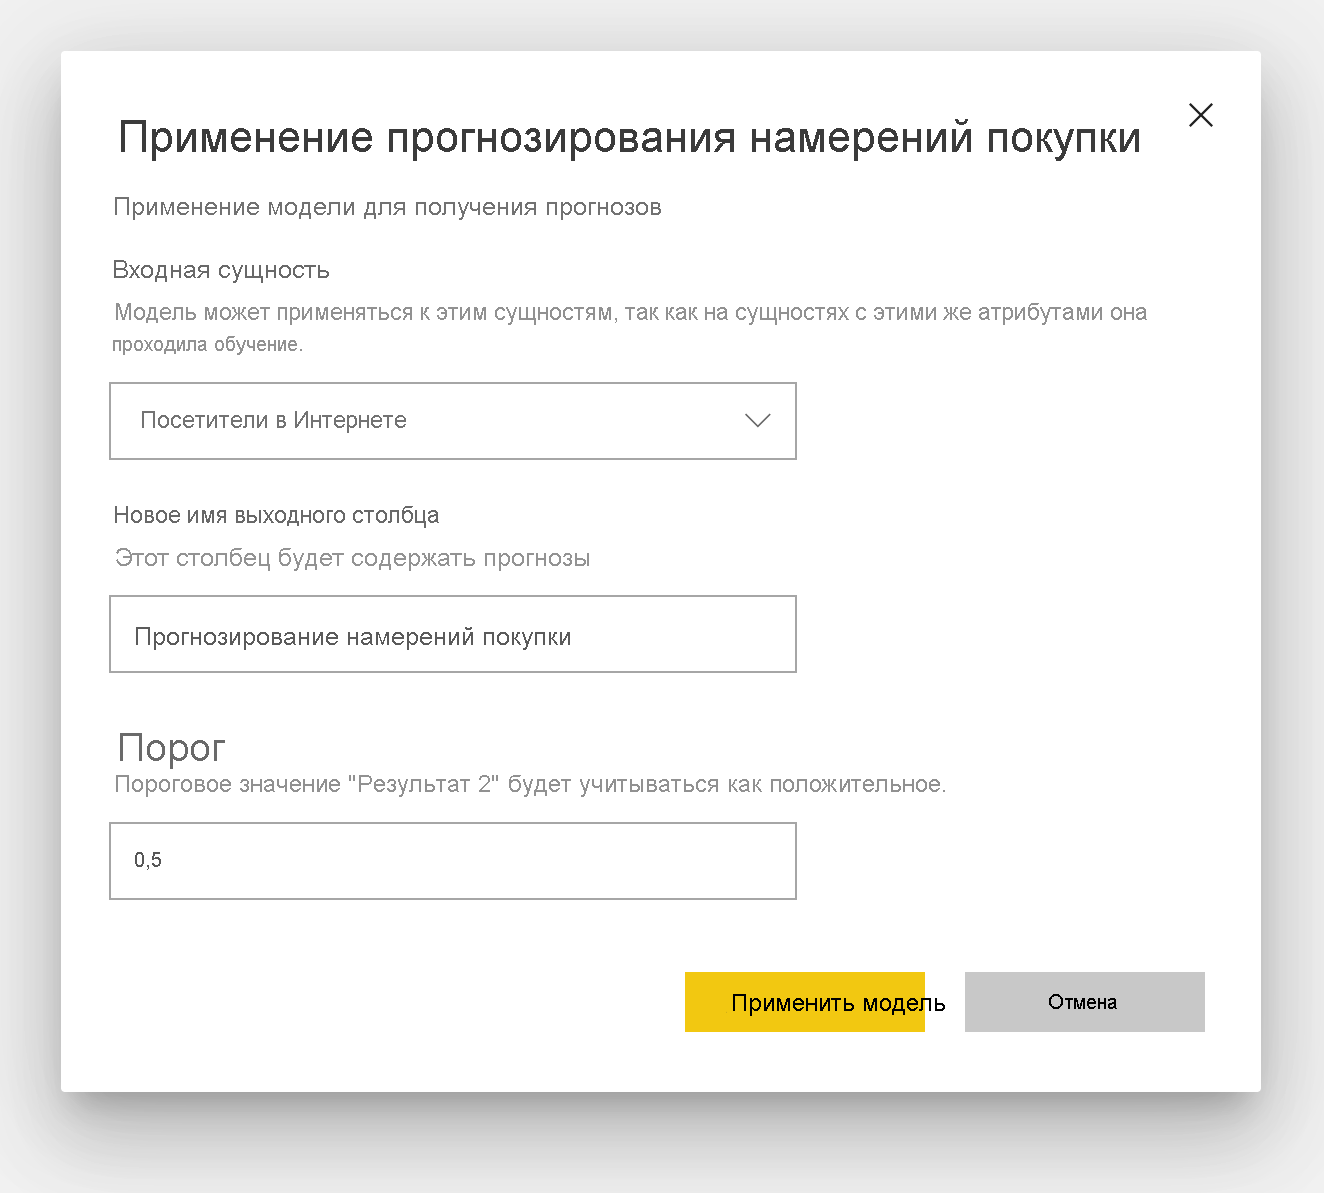 Применение прогнозирования намерений покупки
Применение модели для получения прогнозов
Входная сущность
Модель может применяться к этим сущностям, так как на сущностях с этими же атрибутами она
проходила обучение.
Посетители в Интернете
Новое имя выходного столбца
Этот столбец будет содержать прогнозы
Прогнозирование намерений покупки
Порог
Пороговое значение "Результат 2" будет учитываться как положительное.
0,5
Применить модель
Отмена